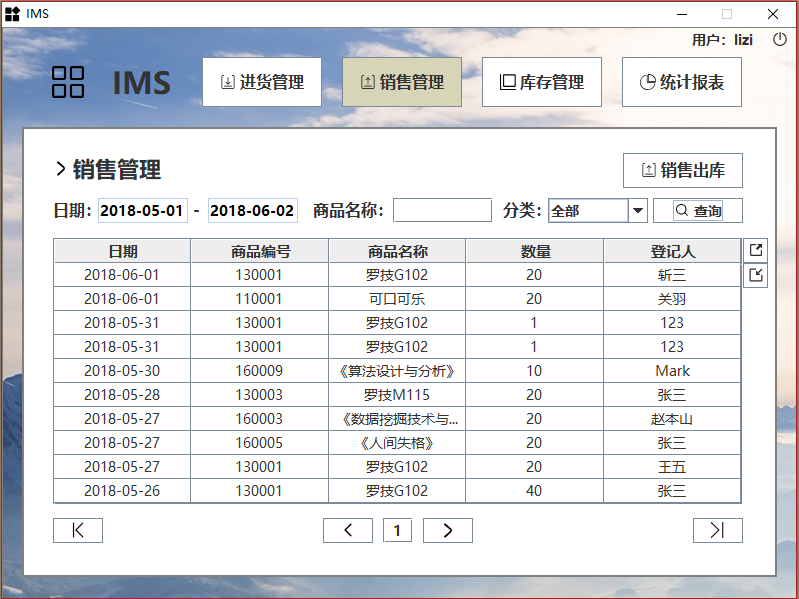 IMS
用户：lizi
IMS 进货管理 销售管理 库存管理 统计报表
销售管理 销售出库
日期： 2018-05-01 - 2018-06-02 商品名称： 分类： 全部 查询
日期 商品编号 商品名称 数量 登记人
2018-06-01 130001 罗技G102 20 斩三
2018-06-01 110001 可口可乐 20 关羽
2018-05-31 130001 罗技G102 1 123
2018-05-31 130001 罗技G102 1 123
2018-05-30 160009 《算法设计与分析》 10 Mark
2018-05-28 130003 罗技M115 20 张三
2018-05-27 160003 《数据挖掘技术与... 20 赵本山
2018-05-27 160005 《人间失格》 20 张三
2018-05-27 130001 罗技G102 20 王五
2018-05-26 130001 罗技G102 40 张三
1